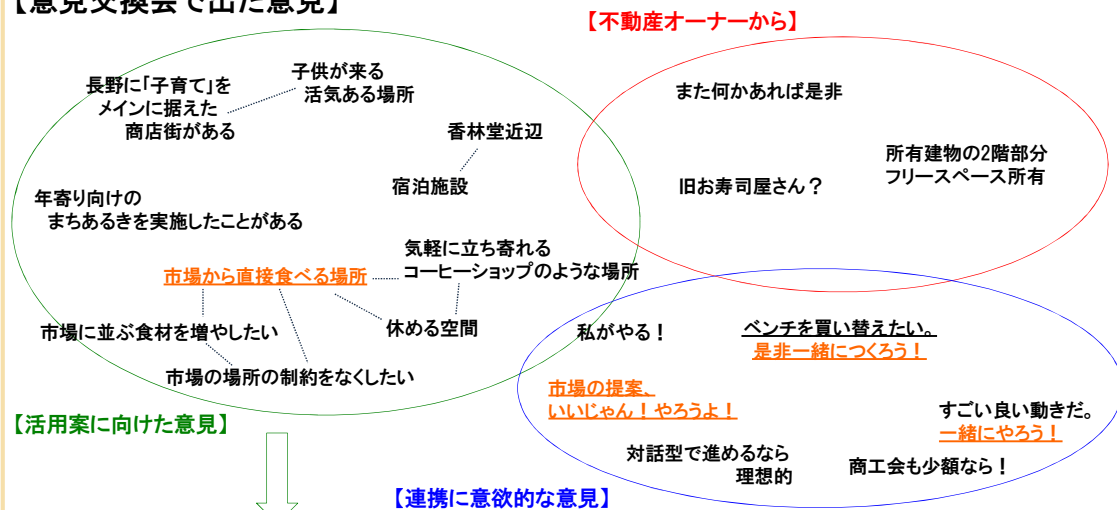 【意見交換会で出た意見】
【不動産オーナーから】
長野に「子育て」を
メインに据えた
商店街がある
子供が来る
活気ある場所
香林堂近辺
宿泊施設
年寄り向けの
まちあるきを実施したことがある
気軽に立ち寄れる
コーヒーショップのような場所
市場から直接食べる場所
休める空間
市場に並ぶ食材を増やしたい
市場の場所の制約をなくしたい
【活用案に向けた意見】
また何かあれば是非
所有建物の2階部分
フリースペース所有
旧お寿司屋さん？
私がやる！
ベンチを買い替えたい。
是非一緒につくろう！
市場の提案、
いいじゃん！やろうよ！
すごい良い動きだ。
一緒にやろう！
対話型で進めるなら
理想的
商工会も少額なら！
【連携に意欲的な意見】